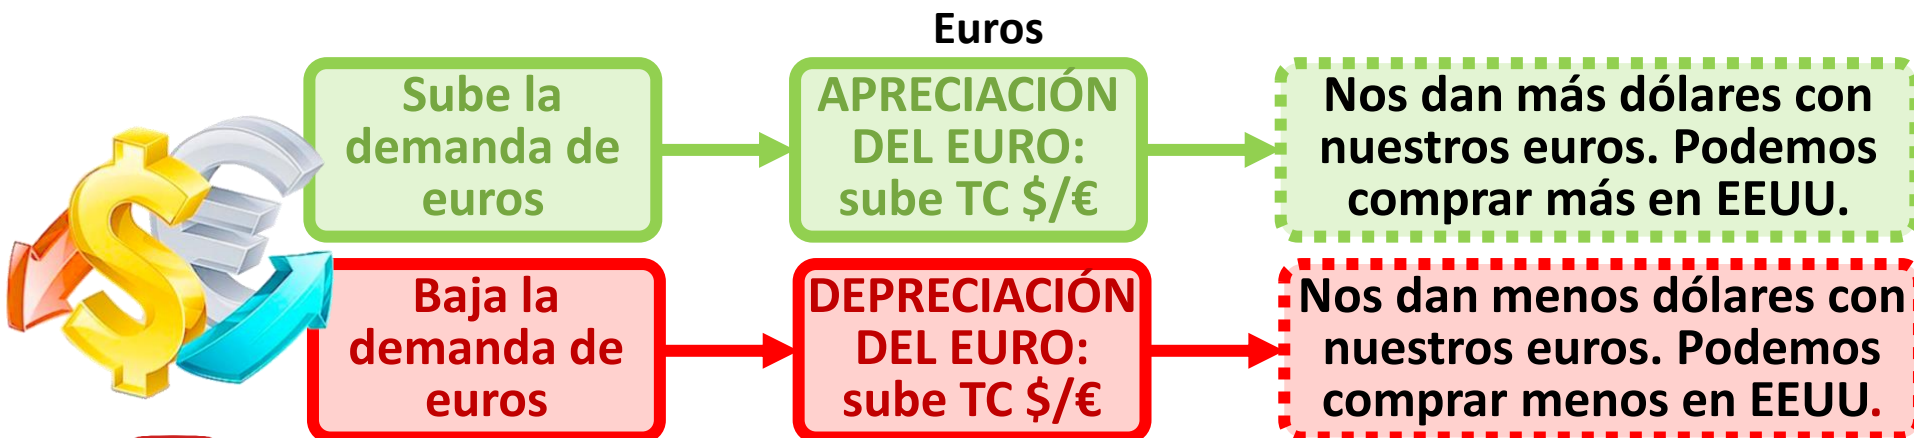 Euros
Sube la
demanda de
euros
APRECIACIÓN
DEL EURO:
sube TC $/€
Nos dan más dólares con
nuestros euros. Podemos
comprar más en EEUU.
Baja la
demanda de
euros
DEPRECIACIÓN
DEL EURO:
sube TC $/€
Nos dan menos dólares con
nuestros euros. Podemos
comprar menos en EEUU.